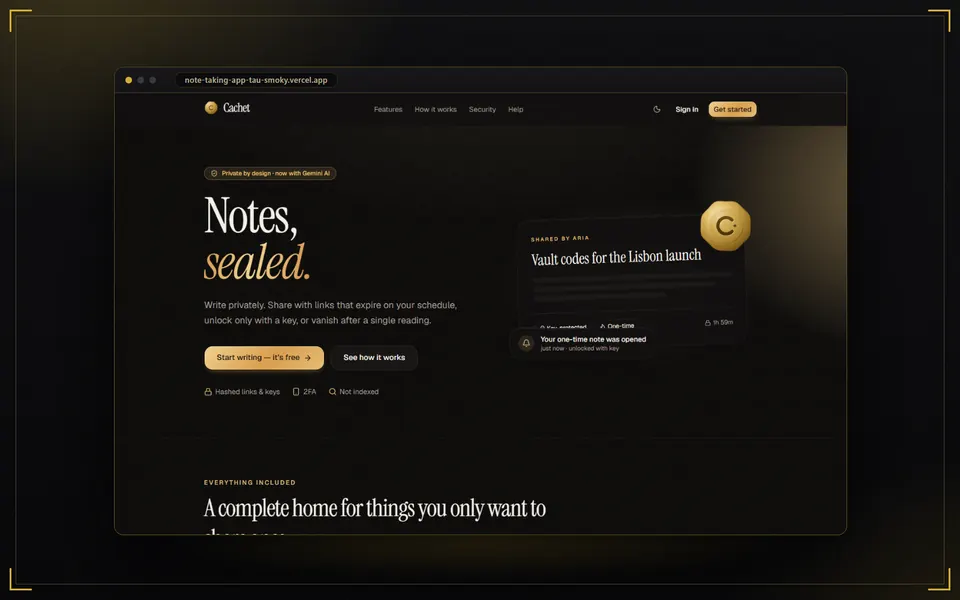 note-taking-app-tau-smoky.vercel.app
C Cachet
Features How it works Security Help
Sign in Get started
Private by design · now with Gemini AI
Notes,
sealed.
Write privately. Share with links that expire on your schedule,
unlock only with a key, or vanish after a single reading.
Start writing — it's free → See how it works
Hashed links & keys 2FA Not indexed
C
SHARED BY ARIA
Vault codes for the Lisbon launch
Key-protected One-time 1h 59m
Your one-time note was opened
just now · unlocked with key
EVERYTHING INCLUDED
A complete home for things you only want to